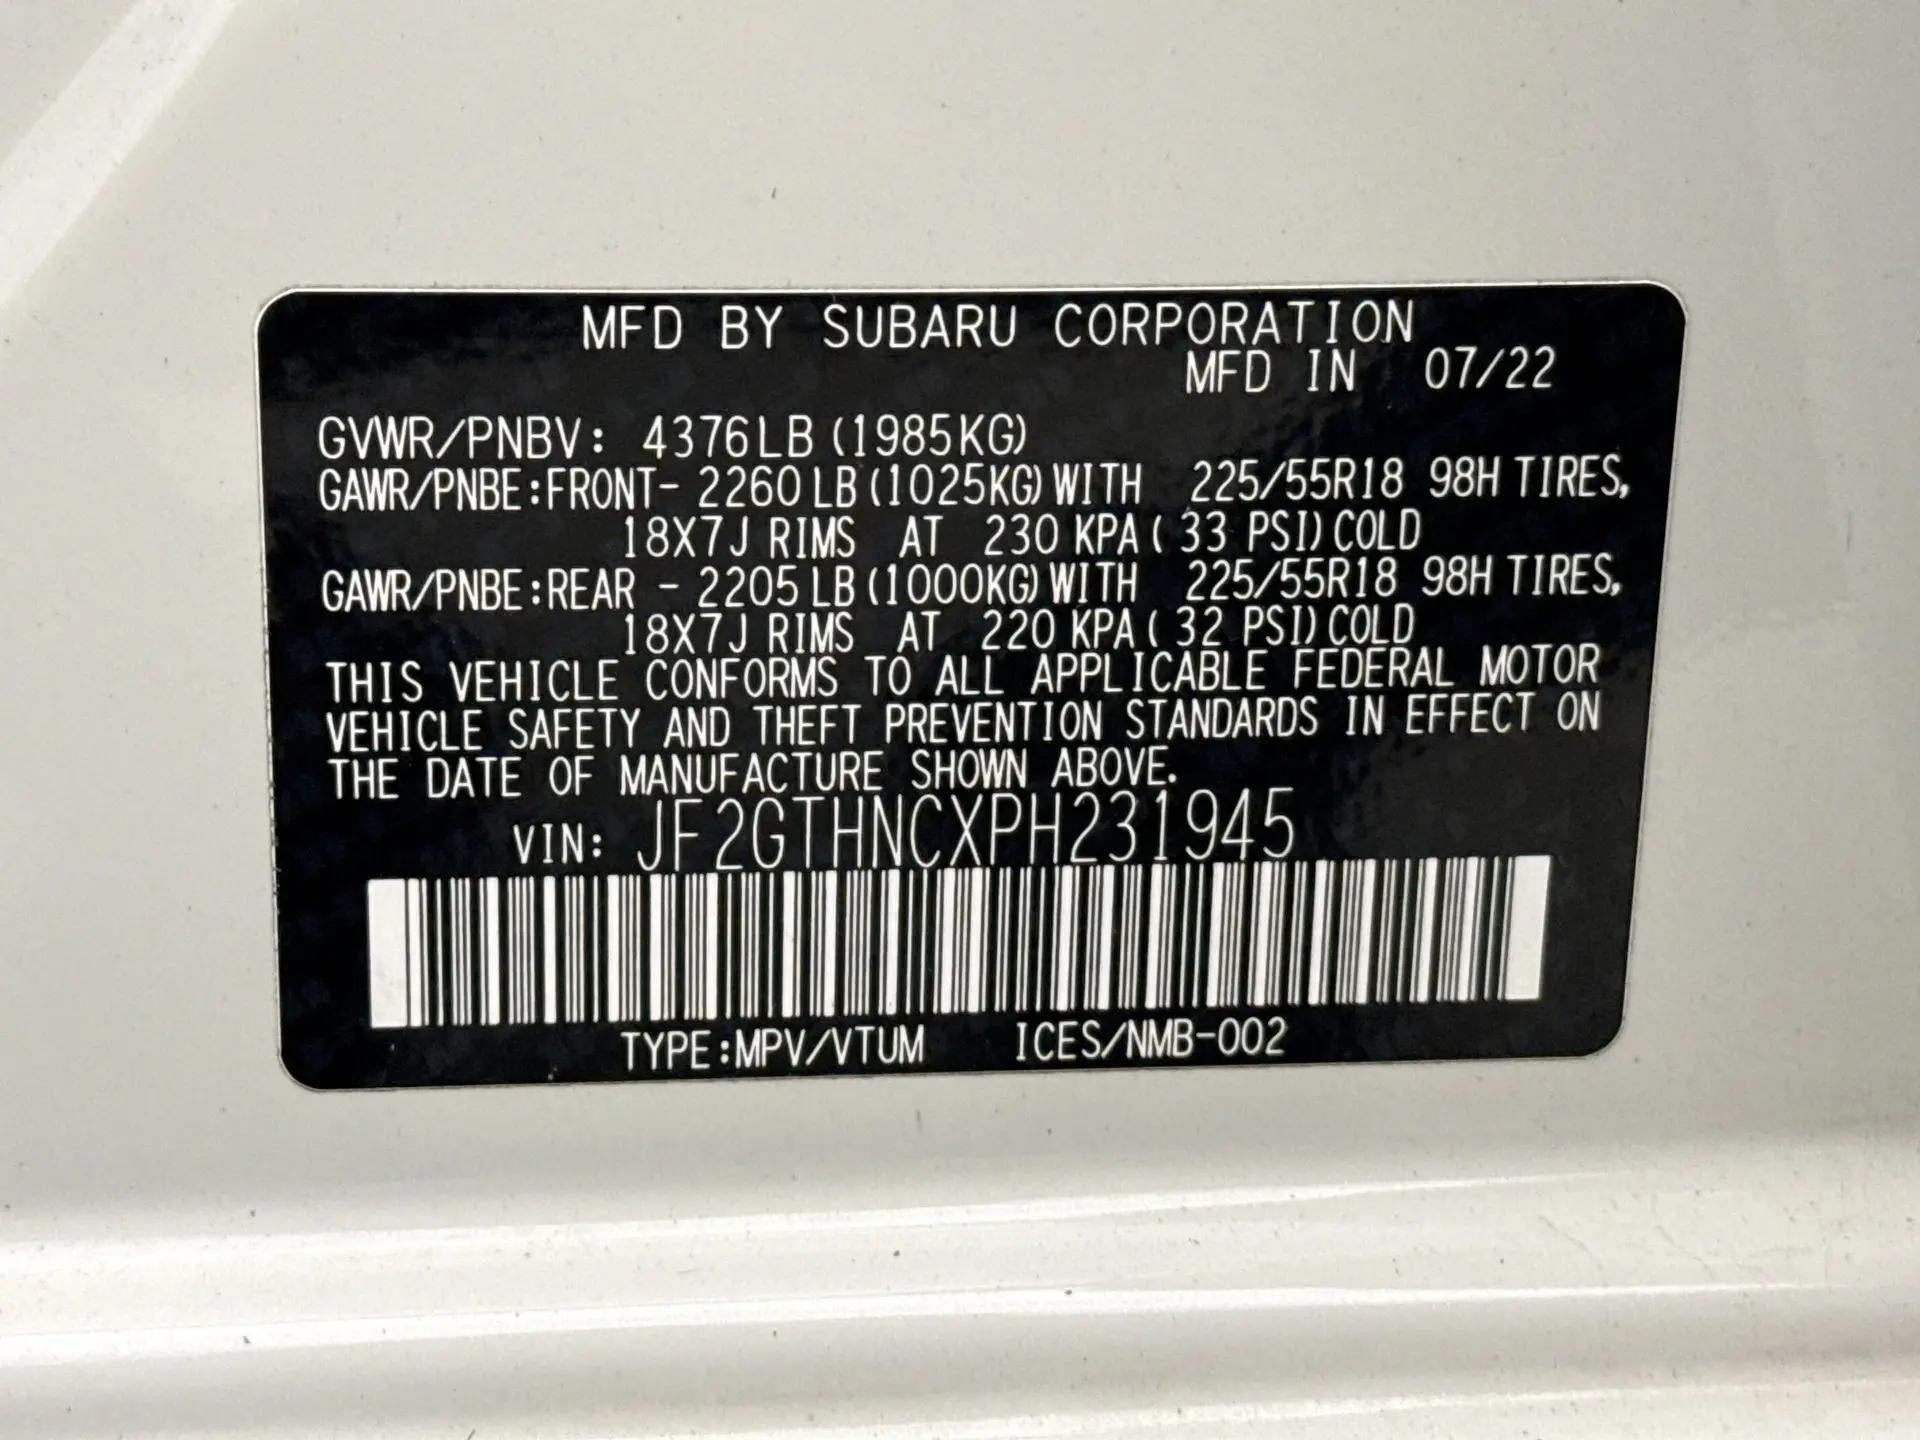 MFD BY SUBARU CORPORATION
MFD IN 07/22
GVWR/PNBV: 4376LB(1985KG)
GAWR/PNBE:FRONT- 2260LB(1025KG)WITH 225/55R18 98H TIRES,
18X7J RIMS AT 230 KPA( 33 PSI)COLD
GAWR/PNBE:REAR - 2205LB(1000KG)WITH 225/55R18 98H TIRES,
18X7J RIMS AT 220 KPA( 32 PSI)COLD
THIS VEHICLE CONFORMS TO ALL APPLICABLE FEDERAL MOTOR
VEHICLE SAFETY AND THEFT PREVENTION STANDARDS IN EFFECT ON
THE DATE OF MANUFACTURE SHOWN ABOVE.
VIN: JF2GTHNCXPH231945
TYPE:MPV/VTUM ICES/NMB-002